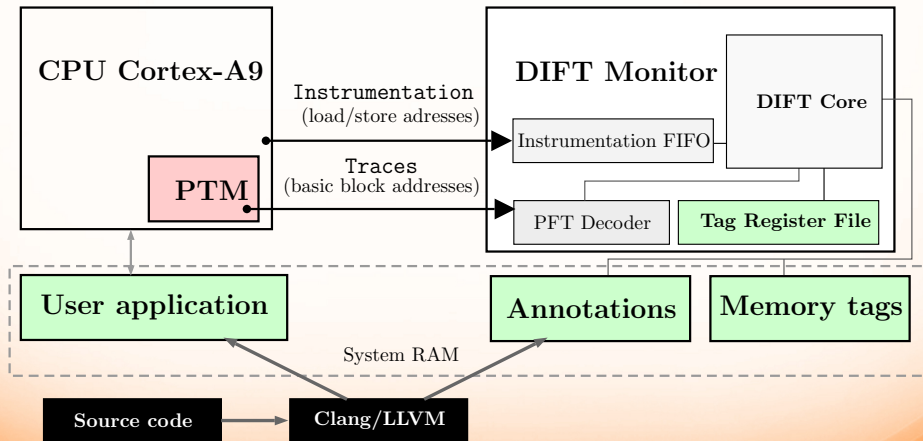 CPU Cortex-A9
PTM
Instrumentation
(load/store adresses)
Traces
(basic block addresses)
DIFT Monitor
DIFT Core
Instrumentation FIFO
PFT Decoder
Tag Register File
User application
Annotations
Memory tags
System RAM
Source code
Clang/LLVM